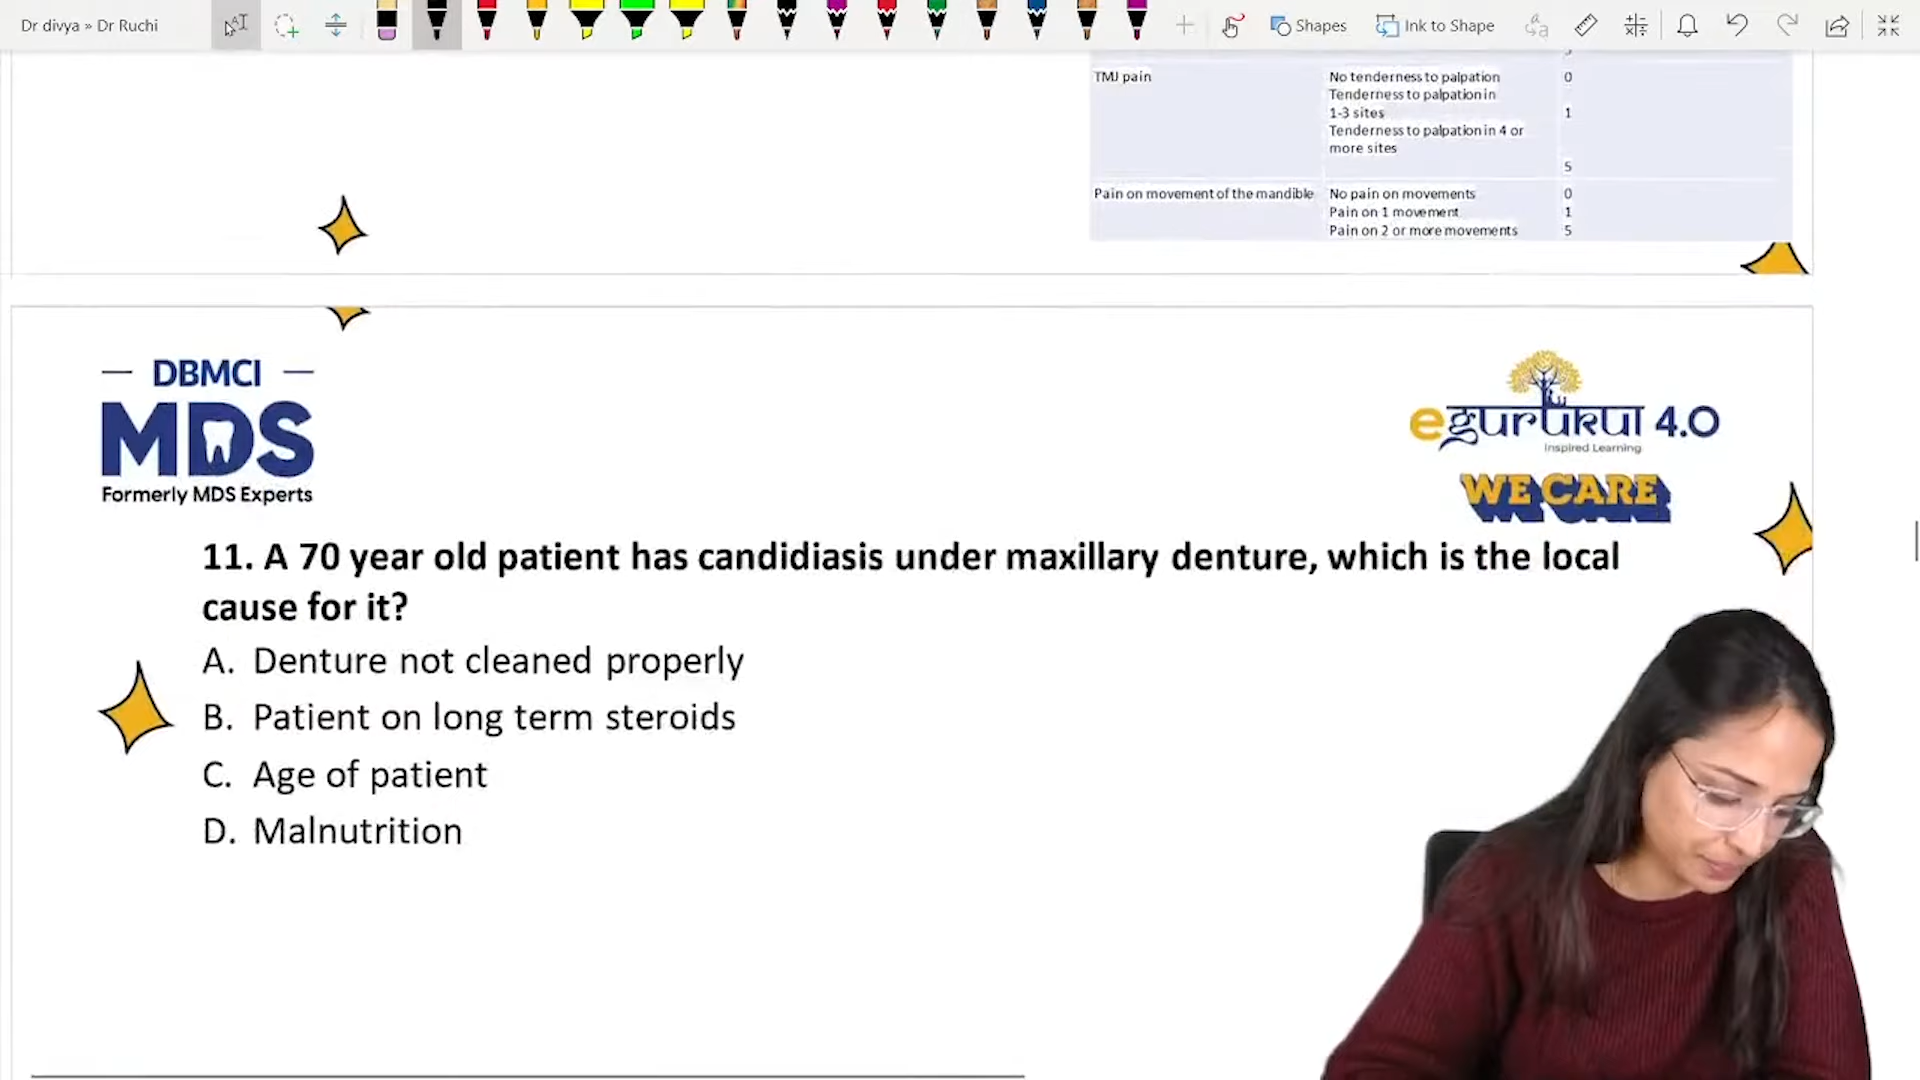 Dr divya » Dr Ruchi
Shapes
Ink to Shape
TMJ pain
No tenderness to palpation 0
Tenderness to palpation in
1-3 sites 1
Tenderness to palpation in 4 or
more sites
5
Pain on movement of the mandible
No pain on movements 0
Pain on 1 movement 1
Pain on 2 or more movements 5
DBMCI
MDS
Formerly MDS Experts
egurukul 4.0
Inspired Learning
WE CARE
11. A 70 year old patient has candidiasis under maxillary denture, which is the local
cause for it?
A. Denture not cleaned properly
B. Patient on long term steroids
C. Age of patient
D. Malnutrition